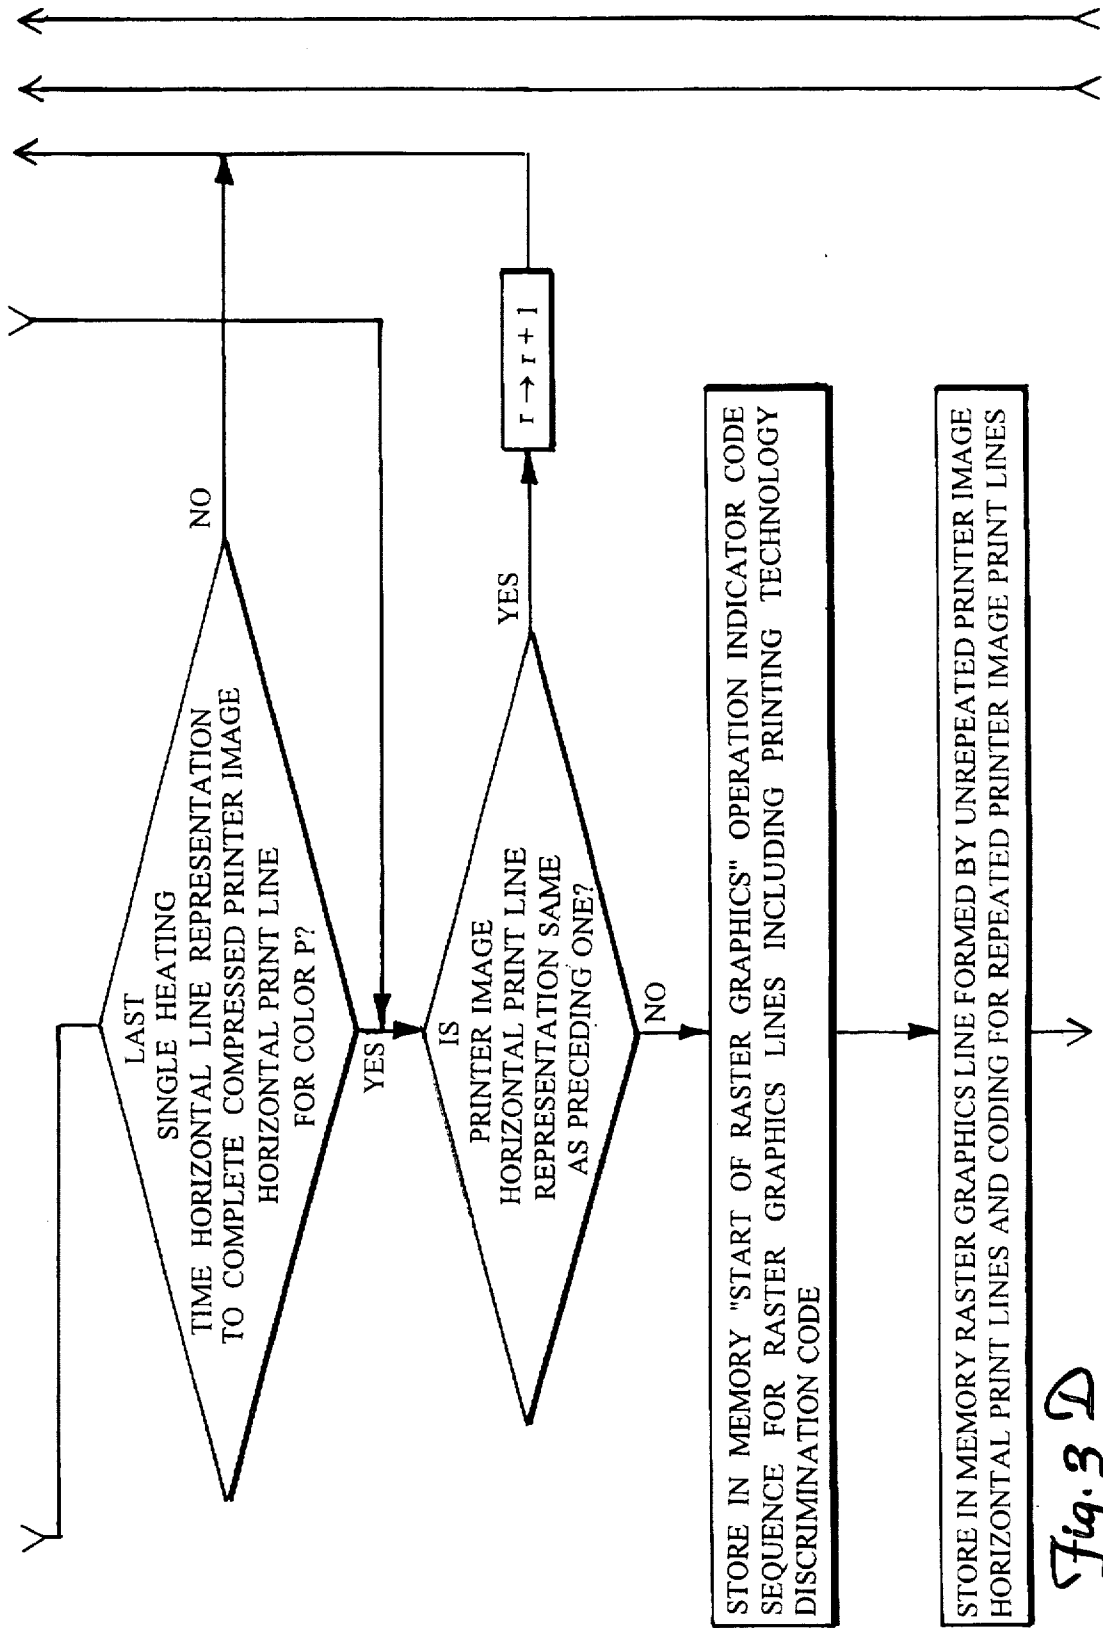 LAST
SINGLE HEATING
TIME HORIZONTAL LINE REPRESENTATION
TO COMPLETE COMPRESSED PRINTER IMAGE
HORIZONTAL PRINT LINE
FOR COLOR P?
NO
YES
IS
PRINTER IMAGE
HORIZONTAL PRINT LINE
REPRESENTATION SAME
AS PRECEDING ONE?
YES
r → r + 1
NO
STORE IN MEMORY "START OF RASTER GRAPHICS" OPERATION INDICATOR CODE
SEQUENCE FOR RASTER GRAPHICS LINES INCLUDING PRINTING TECHNOLOGY
DISCRIMINATION CODE
STORE IN MEMORY RASTER GRAPHICS LINE FORMED BY UNREPEATED PRINTER IMAGE
HORIZONTAL PRINT LINES AND CODING FOR REPEATED PRINTER IMAGE PRINT LINES
Fig. 3 D